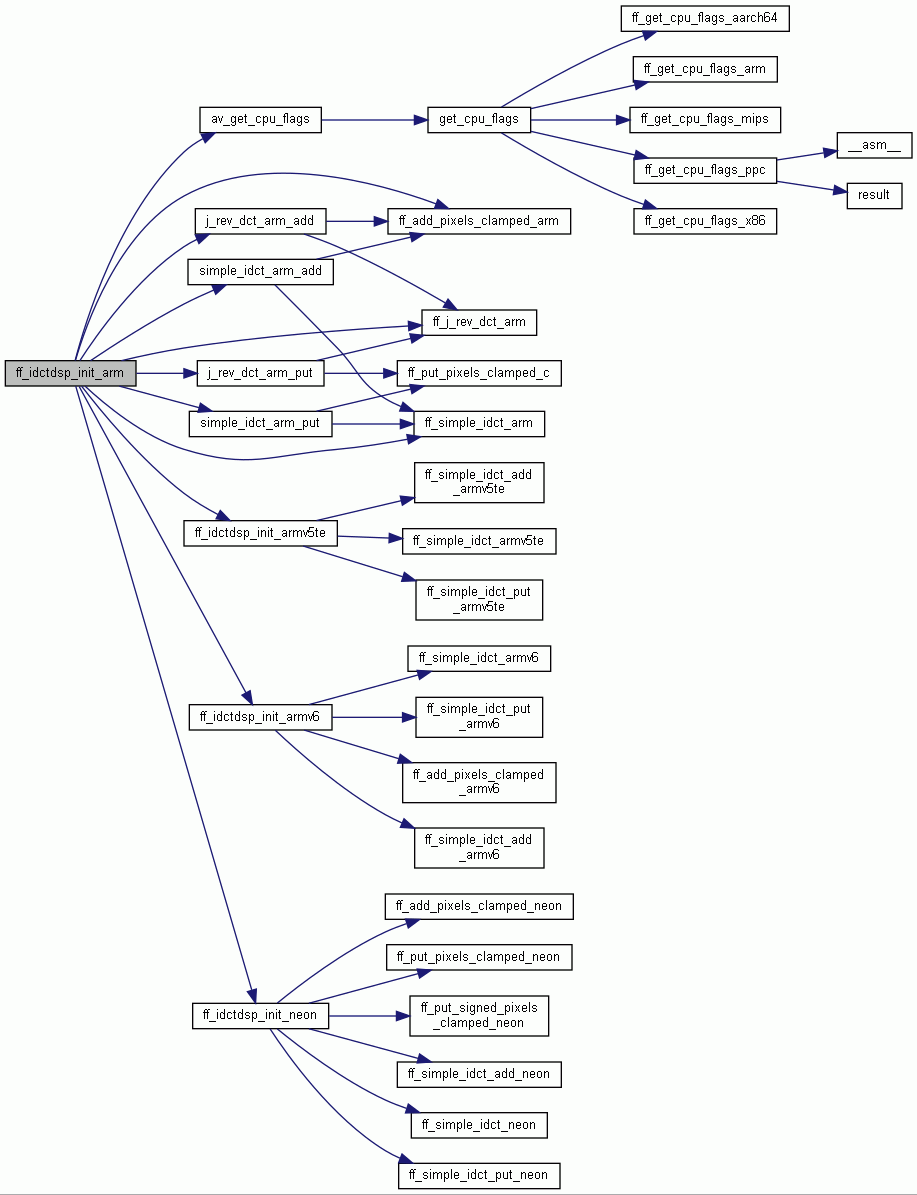 ff_get_cpu_flags_aarch64
ff_get_cpu_flags_arm
av_get_cpu_flags
get_cpu_flags
ff_get_cpu_flags_mips
__asm__
ff_get_cpu_flags_ppc
result
j_rev_dct_arm_add
ff_add_pixels_clamped_arm
ff_get_cpu_flags_x86
simple_idct_arm_add
ff_j_rev_dct_arm
ff_idctdsp_init_arm
j_rev_dct_arm_put
ff_put_pixels_clamped_c
simple_idct_arm_put
ff_simple_idct_arm
ff_simple_idct_add
_armv5te
ff_idctdsp_init_armv5te
ff_simple_idct_armv5te
ff_simple_idct_put
_armv5te
ff_simple_idct_armv6
ff_idctdsp_init_armv6
ff_simple_idct_put
_armv6
ff_add_pixels_clamped
_armv6
ff_simple_idct_add
_armv6
ff_add_pixels_clamped_neon
ff_put_pixels_clamped_neon
ff_idctdsp_init_neon
ff_put_signed_pixels
_clamped_neon
ff_simple_idct_add_neon
ff_simple_idct_neon
ff_simple_idct_put_neon